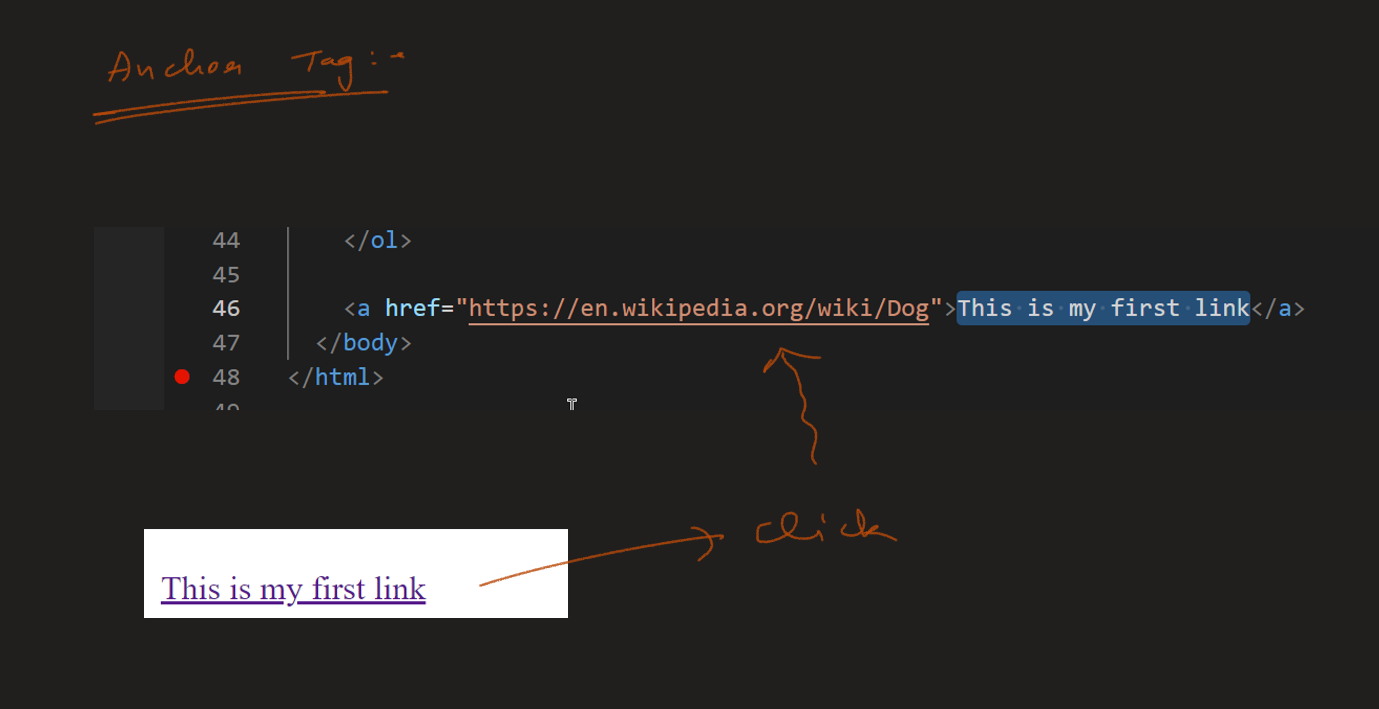 Anchor Tag:-
44 </ol>
45
46 <a href="https://en.wikipedia.org/wiki/Dog">This is my first link</a>
47 </body>
48 </html>
49
click
This is my first link